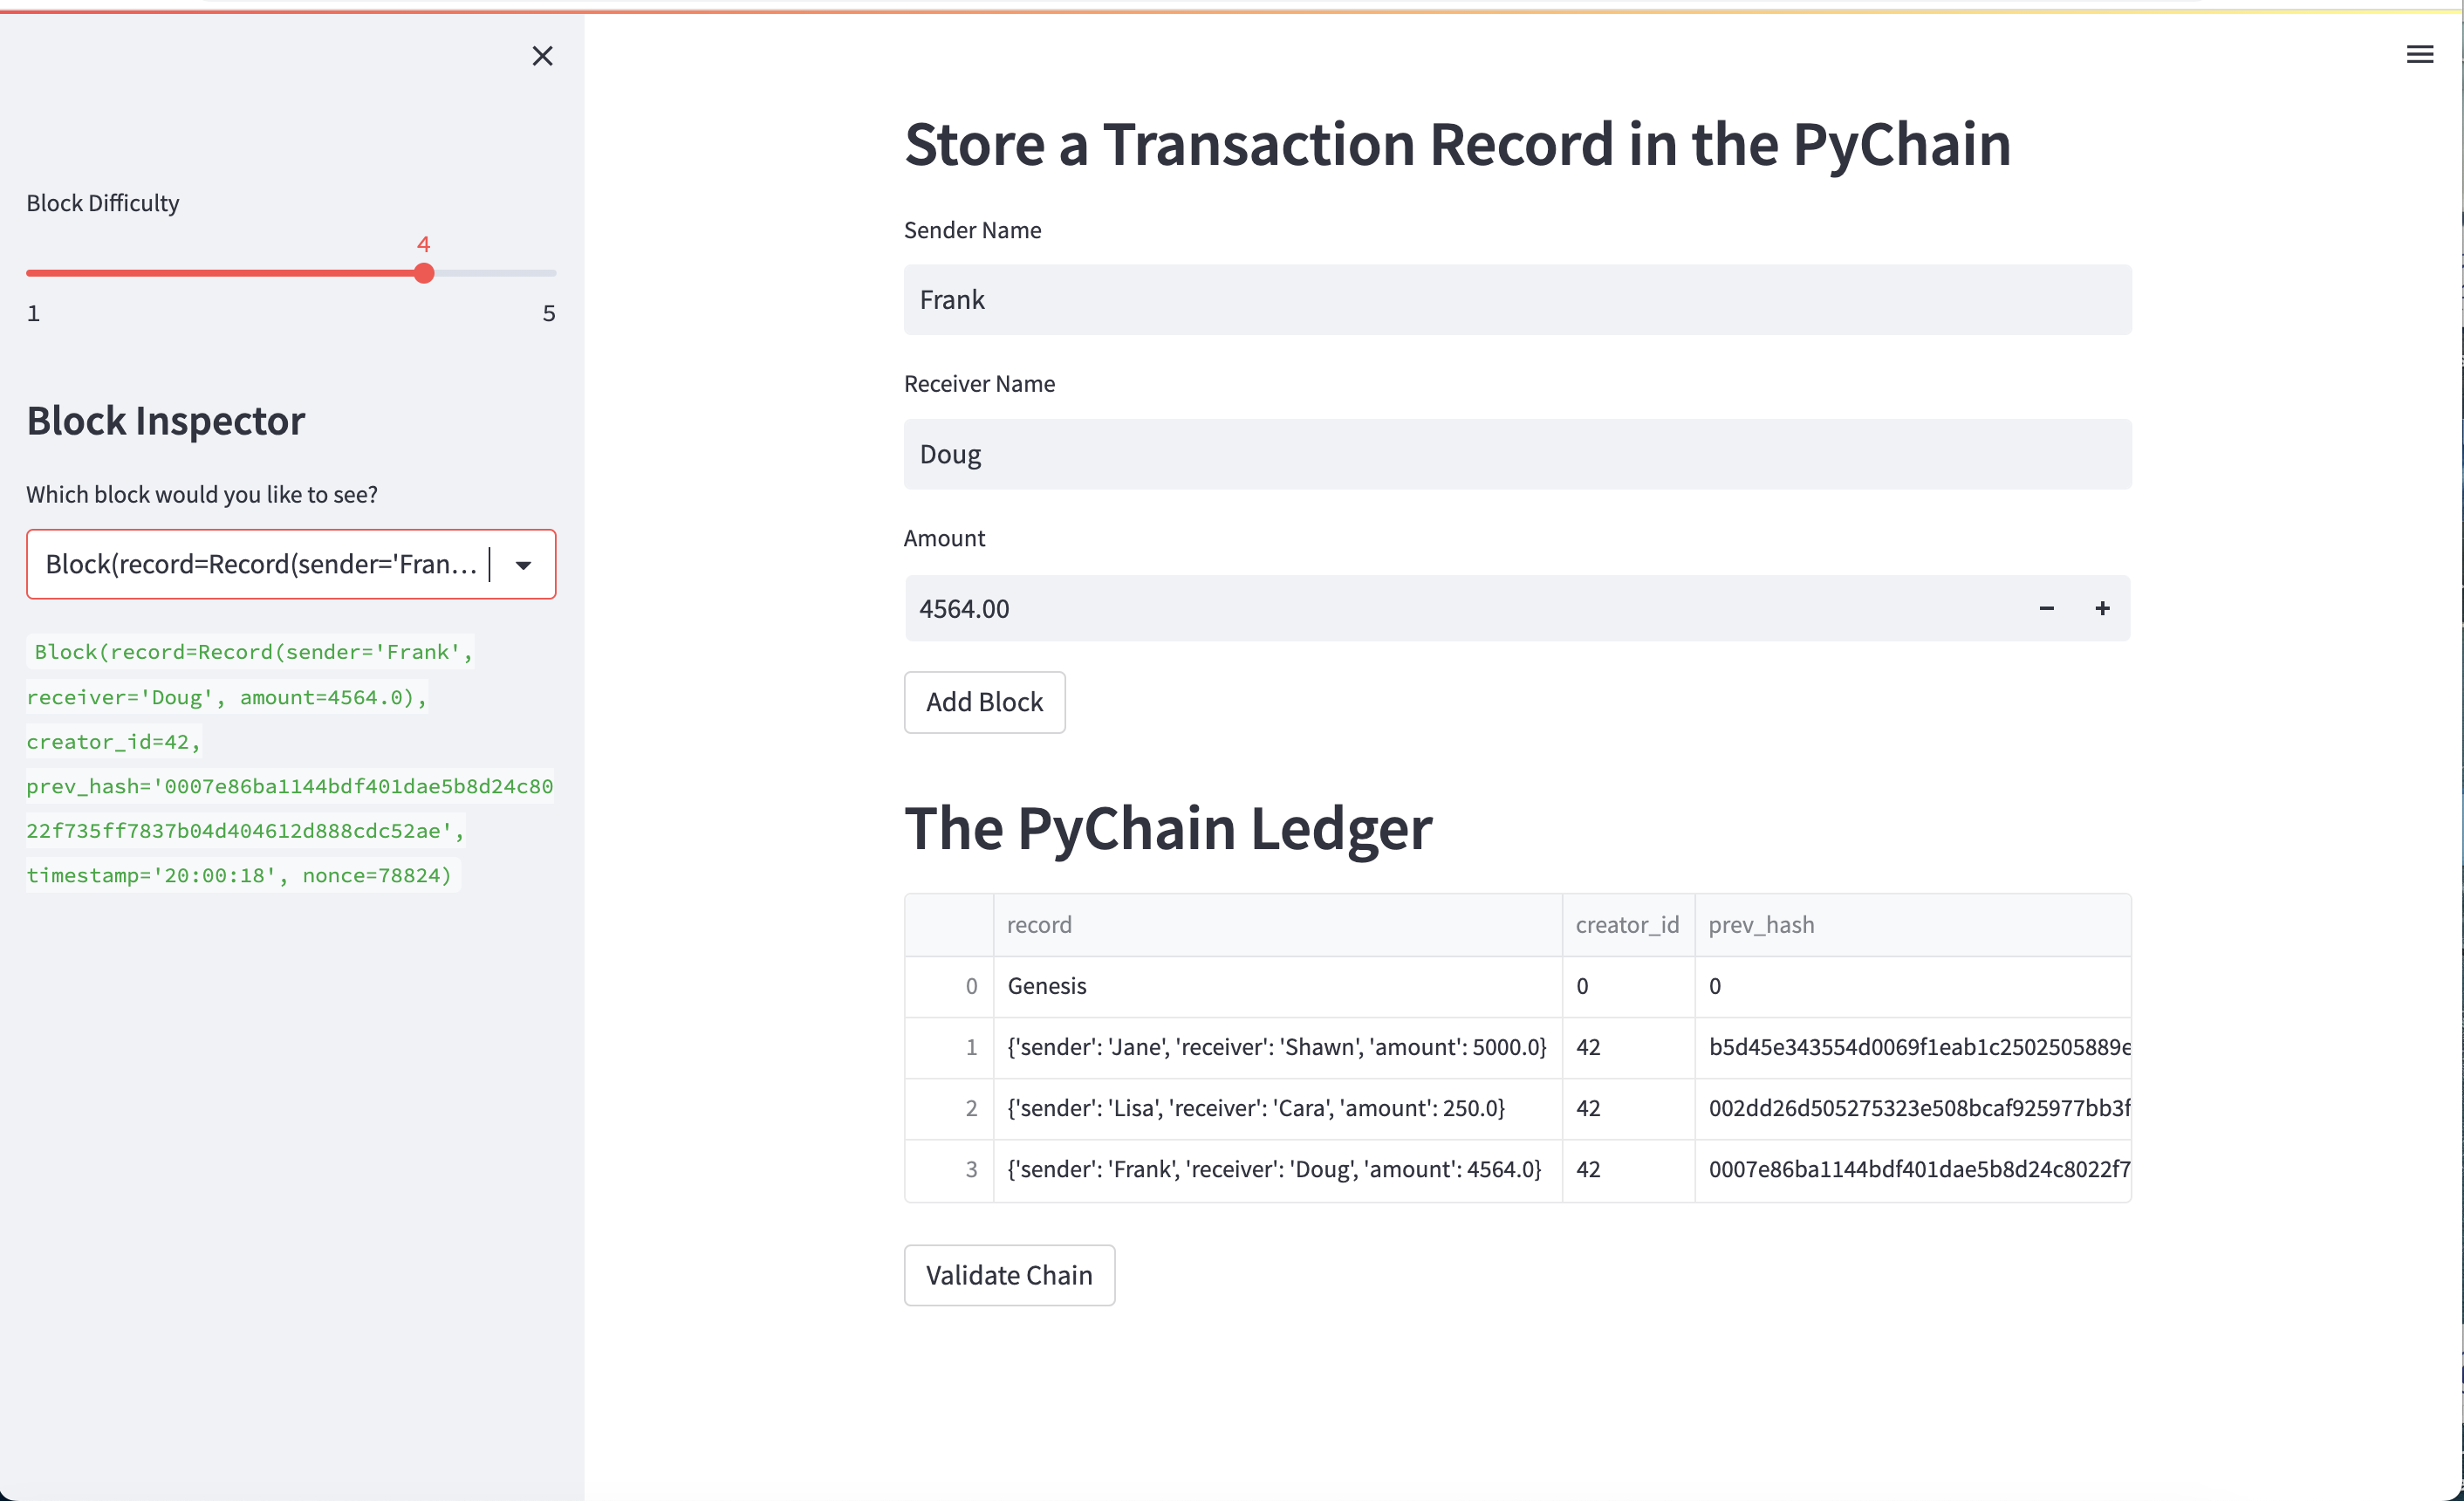 Block Difficulty
4
1 5
Block Inspector
Which block would you like to see?
Block(record=Record(sender='Fran...
Block(record=Record(sender='Frank',
receiver='Doug', amount=4564.0),
creator_id=42,
prev_hash='0007e86ba1144bdf401dae5b8d24c80
22f735ff7837b04d404612d888cdc52ae',
timestamp='20:00:18', nonce=78824)
Store a Transaction Record in the PyChain
Sender Name
Frank
Receiver Name
Doug
Amount
4564.00
Add Block
The PyChain Ledger
record creator_id prev_hash
0 Genesis 0 0
1 {'sender': 'Jane', 'receiver': 'Shawn', 'amount': 5000.0} 42 b5d45e343554d0069f1eab1c2502505889e
2 {'sender': 'Lisa', 'receiver': 'Cara', 'amount': 250.0} 42 002dd26d505275323e508bcaf925977bb3f
3 {'sender': 'Frank', 'receiver': 'Doug', 'amount': 4564.0} 42 0007e86ba1144bdf401dae5b8d24c8022f7
Validate Chain